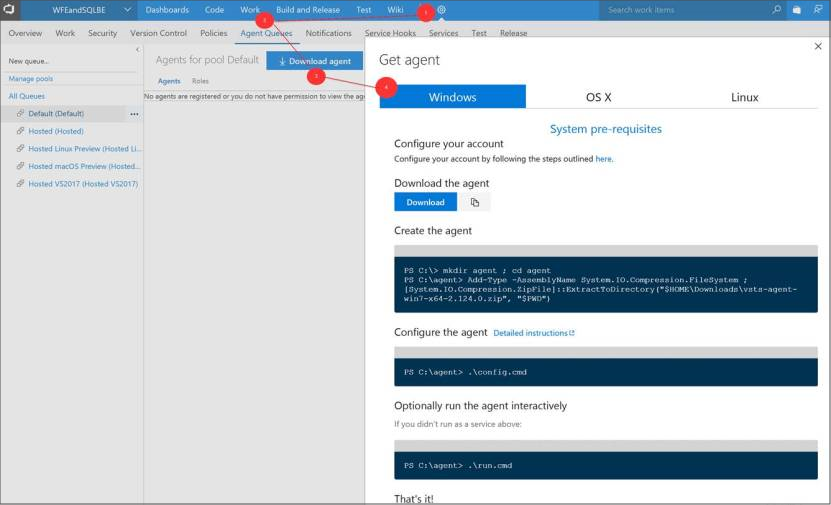 WFEandSQLBE Dashboards Code Work Build and Release Test Wiki Search work items
Overview Work Security Version Control Policies Agent Queues Notifications Service Hooks Services Test Release
1
2
3
4
New queue...
Manage pools
All Queues
Default (Default) ...
Hosted (Hosted)
Hosted Linux Preview (Hosted Li...
Hosted macOS Preview (Hosted...
Hosted VS2017 (Hosted VS2017)
Agents for pool Default Download agent
Agents Roles
No agents are registered or you do not have permission to view the age
Get agent
Windows OS X Linux
System pre-requisites
Configure your account
Configure your account by following the steps outlined here.
Download the agent
Download
Create the agent
PS C:\> mkdir agent ; cd agent
PS C:\agent> Add-Type -AssemblyName System.IO.Compression.FileSystem ;
[System.IO.Compression.ZipFile]::ExtractToDirectory("$HOME\Downloads\vsts-agent-
win7-x64-2.124.0.zip", "$PWD")
Configure the agent Detailed instructions
PS C:\agent> .\config.cmd
Optionally run the agent interactively
If you didn't run as a service above:
PS C:\agent> .\run.cmd
That's it!